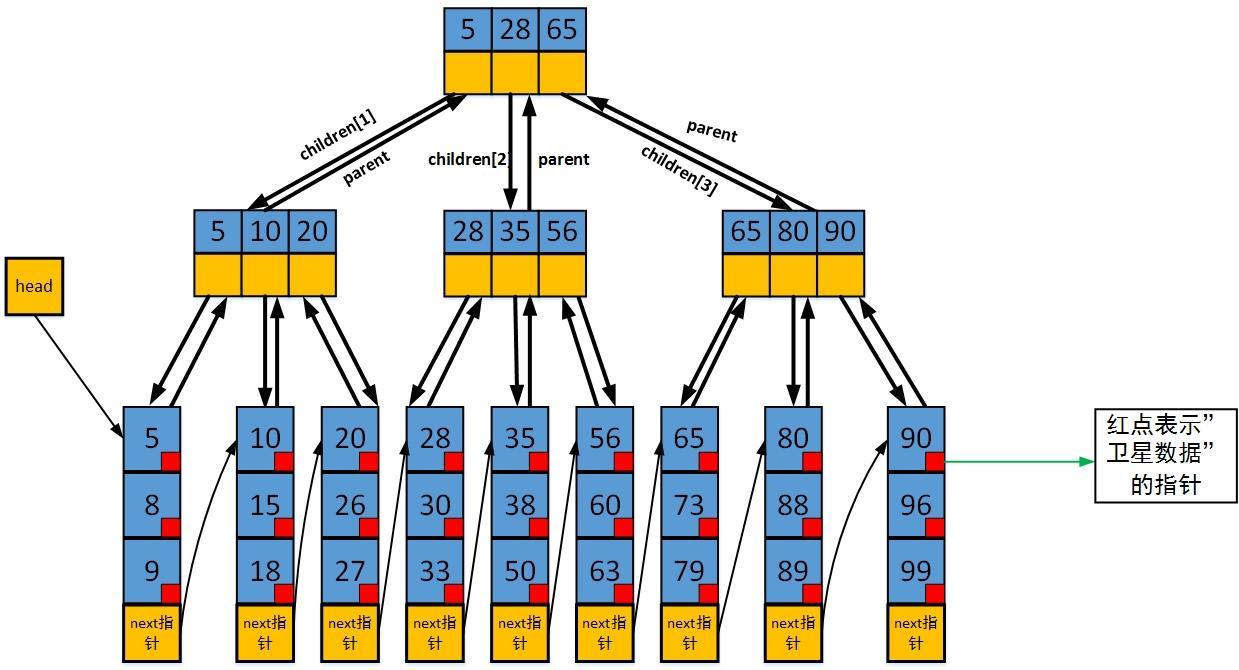 5 28 65
children[1]
parent
children[2]
parent
parent
children[3]
5 10 20
28 35 56
65 80 90
head
5
8
9
next指
针
10
15
18
next指
针
20
26
27
next指
针
28
30
33
next指
针
35
38
50
next指
针
56
60
63
next指
针
65
73
79
next指
针
80
88
89
next指
针
90
96
99
next指
针
红点表示”
卫星数据”
的指针